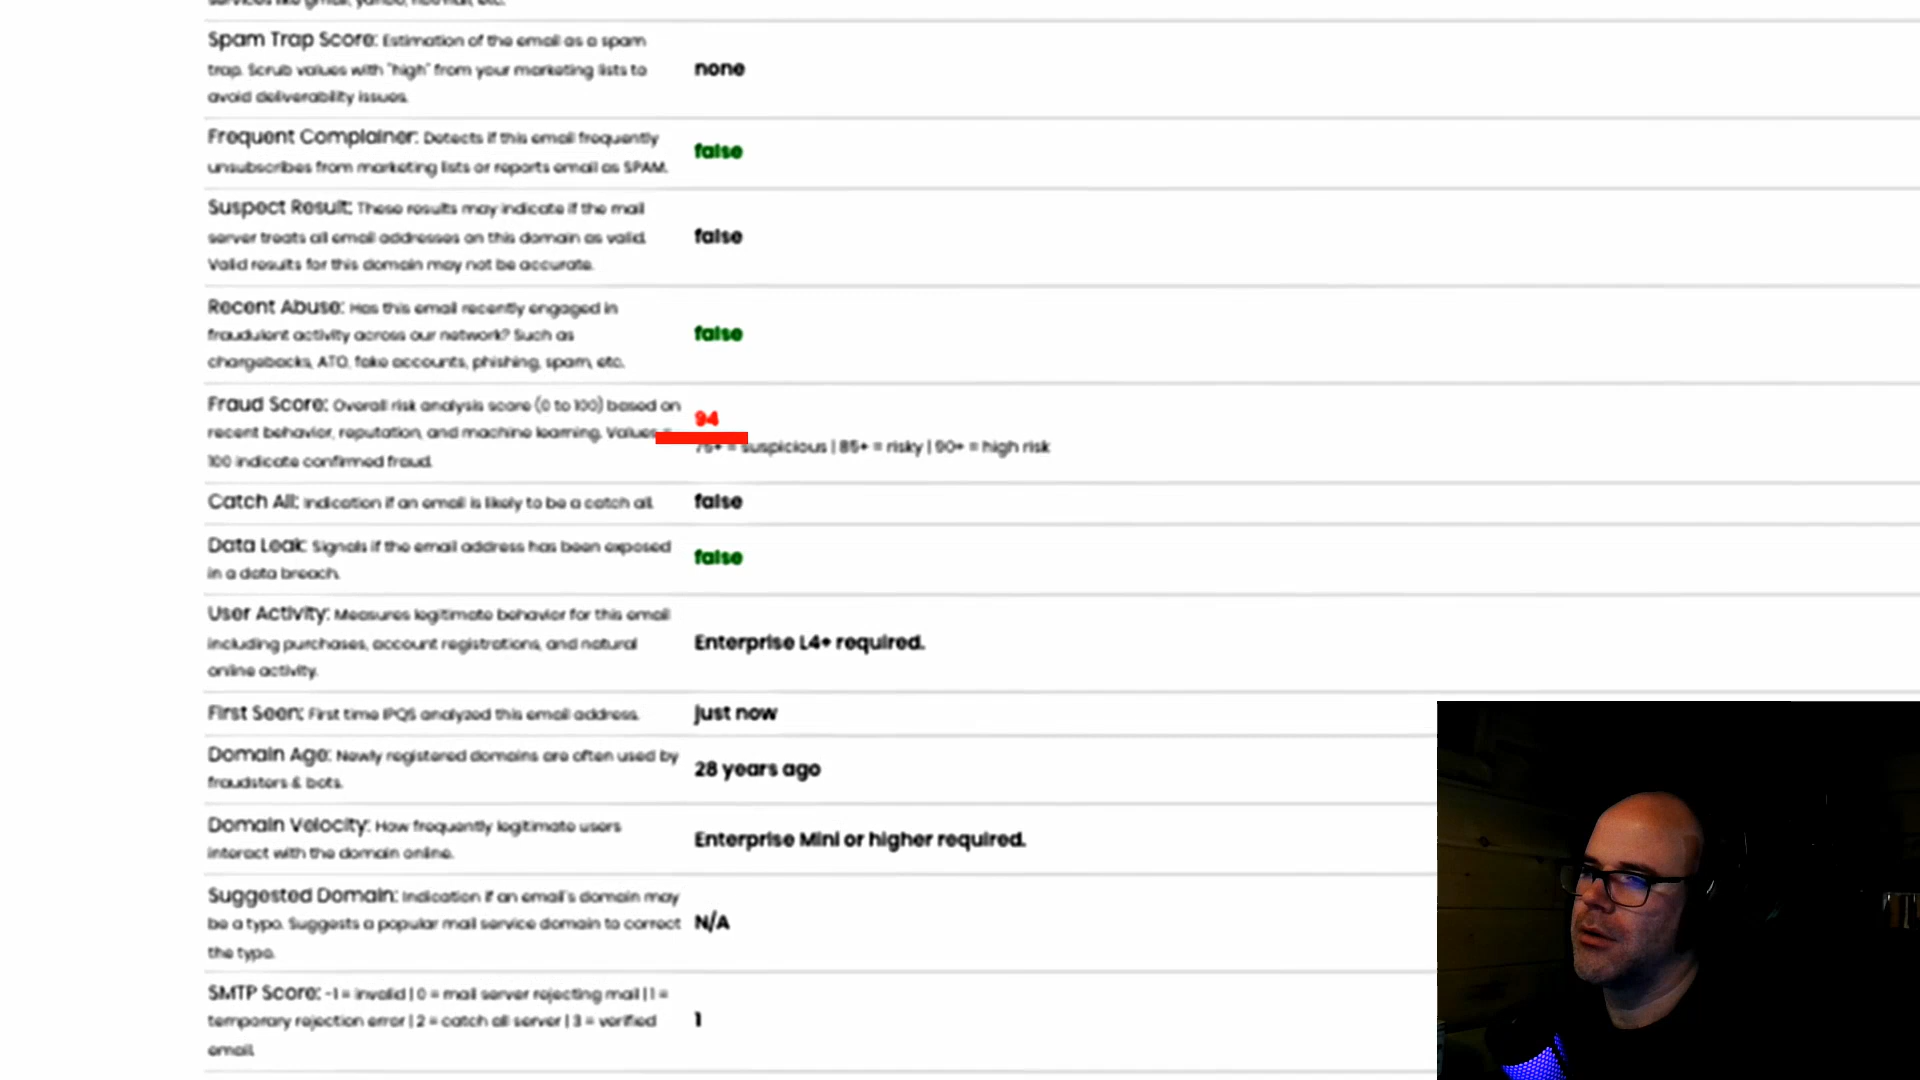 services like gmail, yahoo, hotmail, etc.
Spam Trap Score: Estimation of the email as a spam
trap. Scrub values with "high" from your marketing lists to
avoid deliverability issues.
none
Frequent Complainer: Detects if this email frequently
unsubscribes from marketing lists or reports email as SPAM.
false
Suspect Result: These results may indicate if the mail
server treats all email addresses on this domain as valid.
Valid results for this domain may not be accurate.
false
Recent Abuse: Has this email recently engaged in
fraudulent activity across our network? Such as
chargebacks, ATO, fake accounts, phishing, spam, etc.
false
Fraud Score: Overall risk analysis score (0 to 100) based on
recent behavior, reputation, and machine learning. Values
100 indicate confirmed fraud.
94
75+ = suspicious | 85+ = risky | 90+ = high risk
Catch All: Indication if an email is likely to be a catch all.
false
Data Leak: Signals if the email address has been exposed
in a data breach.
false
User Activity: Measures legitimate behavior for this email
including purchases, account registrations, and natural
online activity.
Enterprise L4+ required.
First Seen: First time IPQS analyzed this email address.
just now
Domain Age: Newly registered domains are often used by
fraudsters & bots.
28 years ago
Domain Velocity: How frequently legitimate users
interact with the domain online.
Enterprise Mini or higher required.
Suggested Domain: Indication if an email's domain may
be a typo. Suggests a popular mail service domain to correct
the typo.
N/A
SMTP Score: -1 = invalid | 0 = mail server rejecting mail | 1 =
temporary rejection error | 2 = catch all server | 3 = verified
email.
1